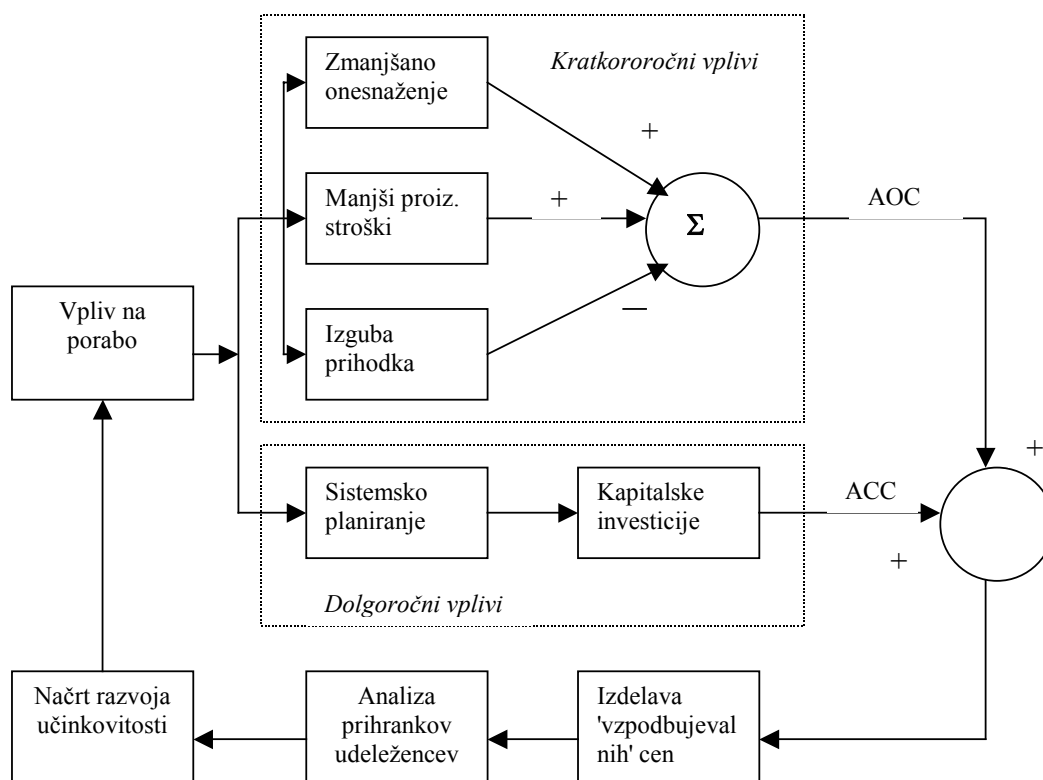 Zmanjšano
onesnaženje
Kratkororočni vplivi
+
Manjši proiz.
stroški
+
Σ
AOC
Vpliv na
porabo
Izguba
prihodka
—
+
Sistemsko
planiranje
Kapitalske
investicije
ACC
+
Dolgoročni vplivi
Načrt razvoja
učinkovitosti
Analiza
prihrankov
udeležencev
Izdelava
'vzpodbujeval
nih' cen